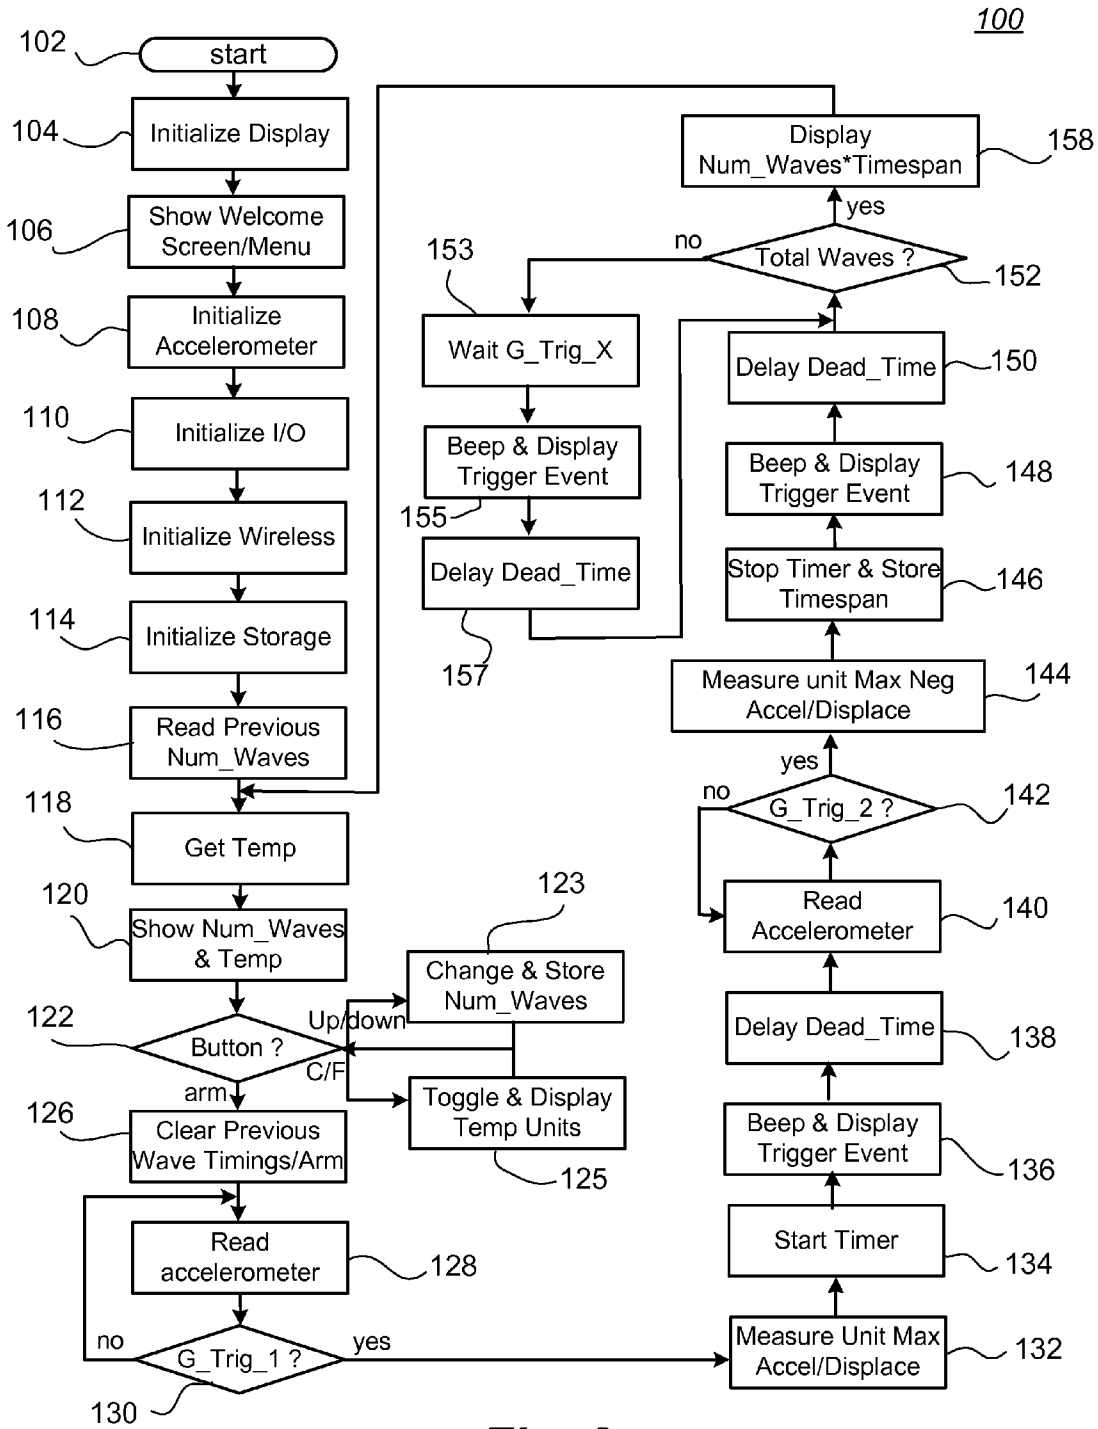 100
102
start
104
Initialize Display
106
Show Welcome
Screen/Menu
108
Initialize
Accelerometer
110
Initialize I/O
112
Initialize Wireless
114
Initialize Storage
116
Read Previous
Num_Waves
118
Get Temp
120
Show Num_Waves
& Temp
122
Button ?
Up/down
C/F
arm
123
Change & Store
Num_Waves
Toggle & Display
Temp Units
125
126
Clear Previous
Wave Timings/Arm
Read
accelerometer
128
no
G_Trig_1 ?
yes
130
Measure Unit Max
Accel/Displace
132
Start Timer
134
Beep & Display
Trigger Event
136
Delay Dead_Time
138
Read
Accelerometer
140
no
G_Trig_2 ?
142
yes
Measure unit Max Neg
Accel/Displace
144
Stop Timer & Store
Timespan
146
Beep & Display
Trigger Event
148
Delay Dead_Time
150
no
Total Waves ?
152
yes
Display
Num_Waves*Timespan
158
153
Wait G_Trig_X
Beep & Display
Trigger Event
155
Delay Dead_Time
157